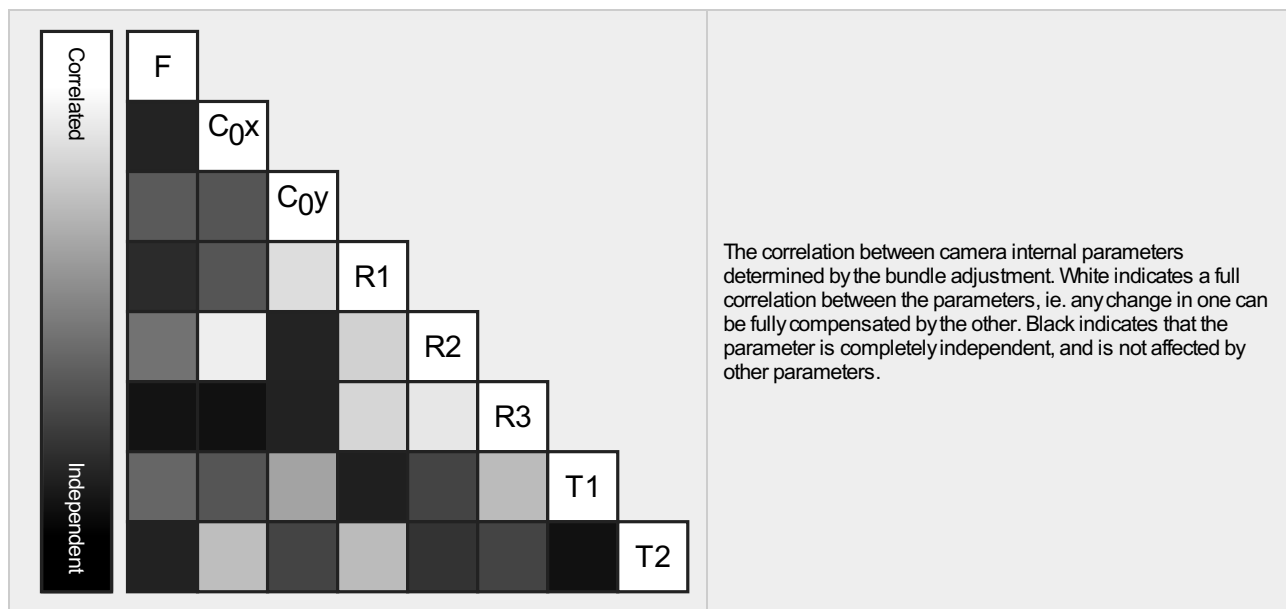 Correlated
Independent
F
C0x
C0y
R1
R2
R3
T1
T2
The correlation between camera internal parameters
determined by the bundle adjustment. White indicates a full
correlation between the parameters, ie. any change in one can
be fully compensated by the other. Black indicates that the
parameter is completely independent, and is not affected by
other parameters.